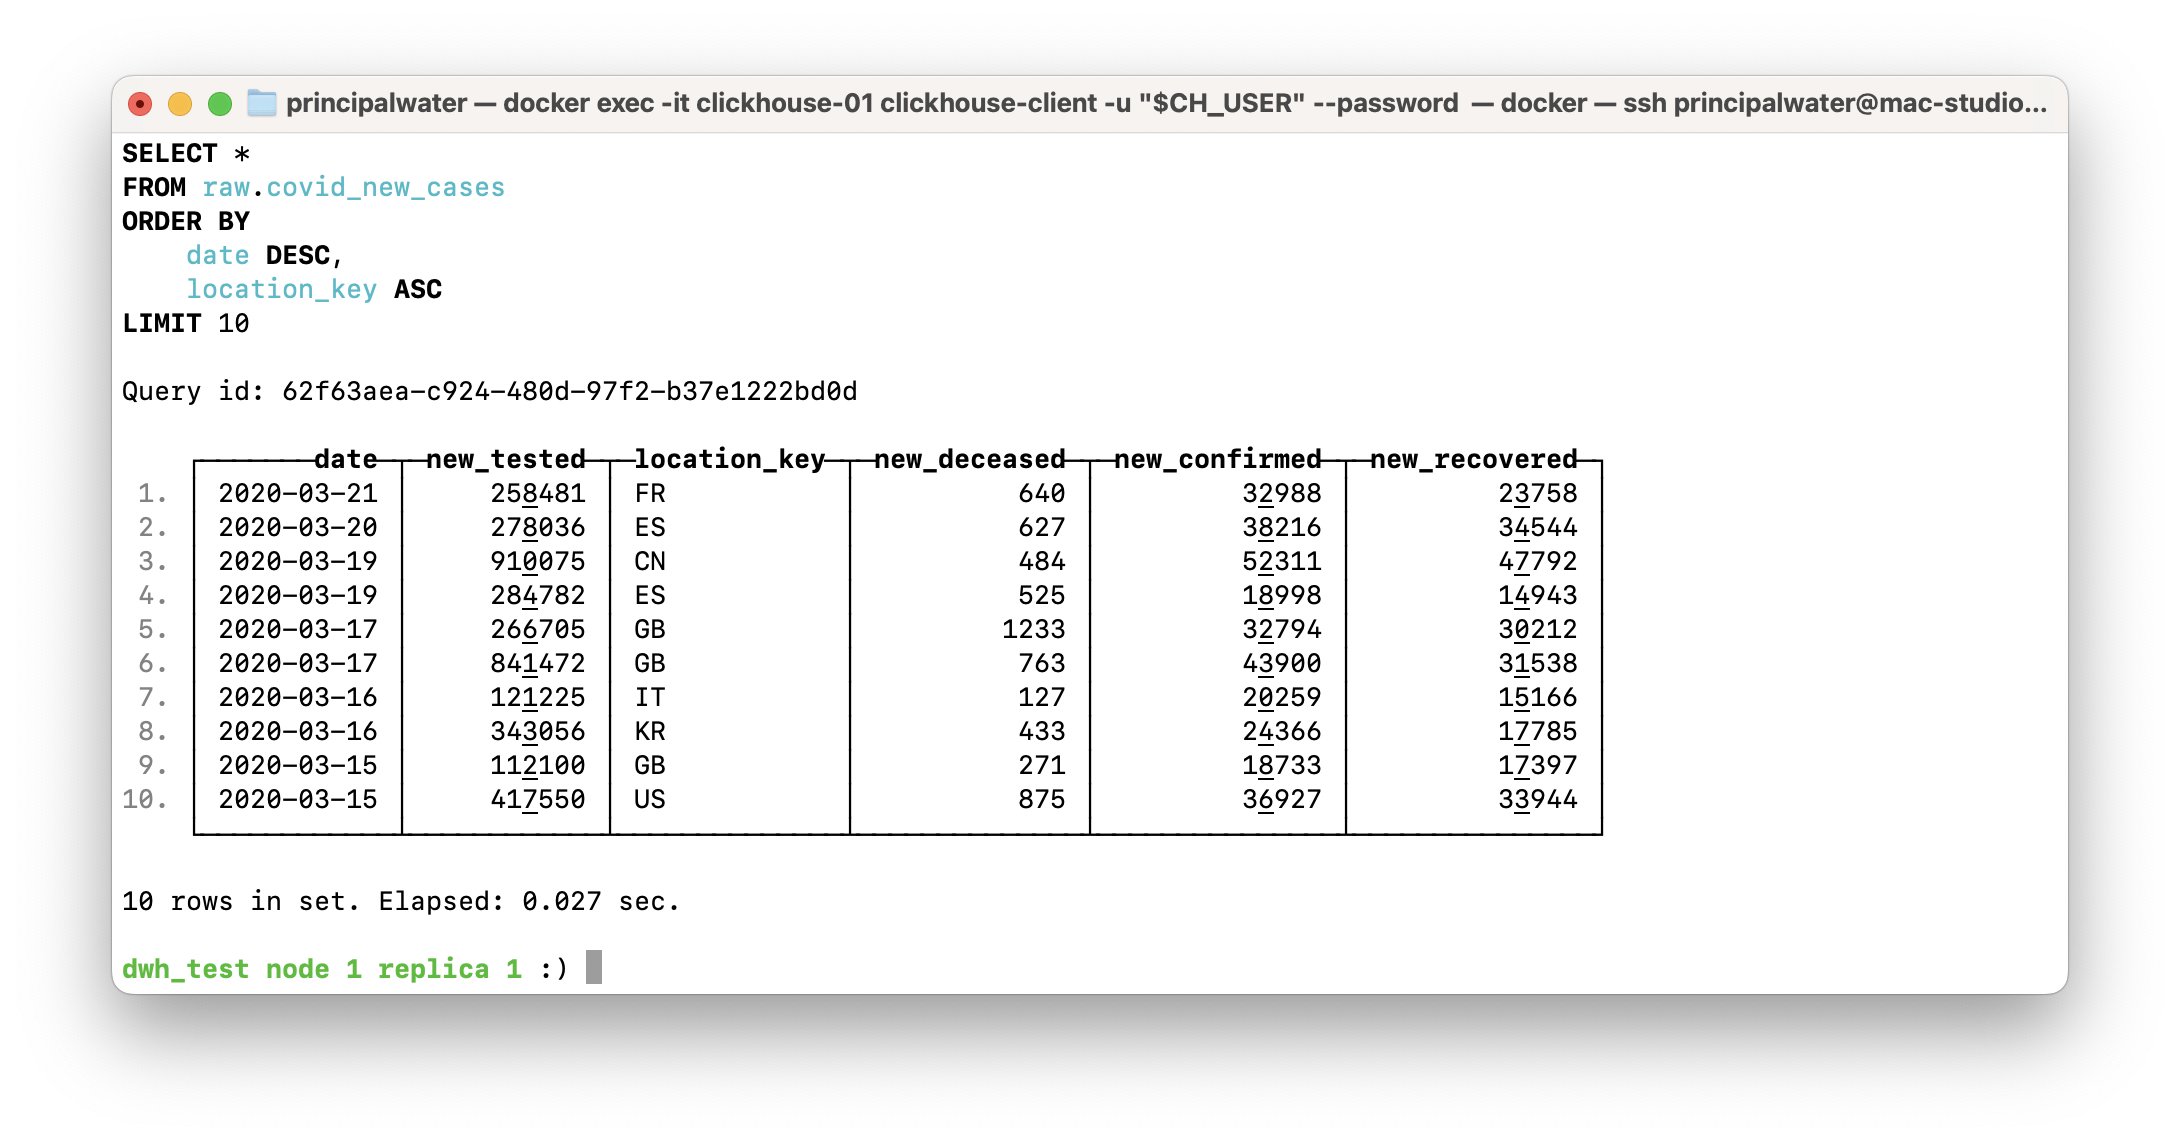 principalwater — docker exec -it clickhouse-01 clickhouse-client -u "$CH_USER" --password — docker — ssh principalwater@mac-studio...
SELECT *
FROM raw.covid_new_cases
ORDER BY
    date DESC,
    location_key ASC
LIMIT 10
Query id: 62f63aea-c924-480d-97f2-b37e1222bd0d
date new_tested location_key new_deceased new_confirmed new_recovered
1. 2020-03-21 258481 FR 640 32988 23758
2. 2020-03-20 278036 ES 627 38216 34544
3. 2020-03-19 910075 CN 484 52311 47792
4. 2020-03-19 284782 ES 525 18998 14943
5. 2020-03-17 266705 GB 1233 32794 30212
6. 2020-03-17 841472 GB 763 43900 31538
7. 2020-03-16 121225 IT 127 20259 15166
8. 2020-03-16 343056 KR 433 24366 17785
9. 2020-03-15 112100 GB 271 18733 17397
10. 2020-03-15 417550 US 875 36927 33944
10 rows in set. Elapsed: 0.027 sec.
dwh_test node 1 replica 1 :)